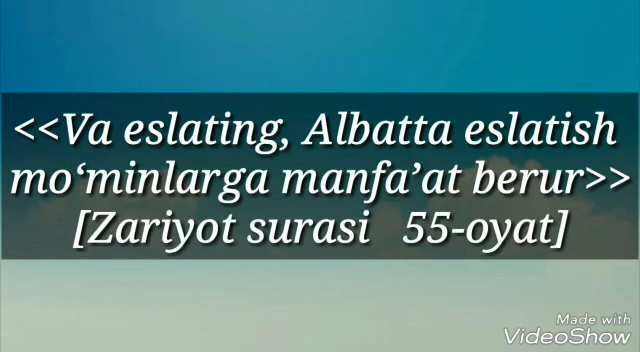 <<Va eslating, Albatta eslatish
mo‘minlarga manfa’at berur>>
[Zariyot surasi 55-oyat]
Made with
VideoShow